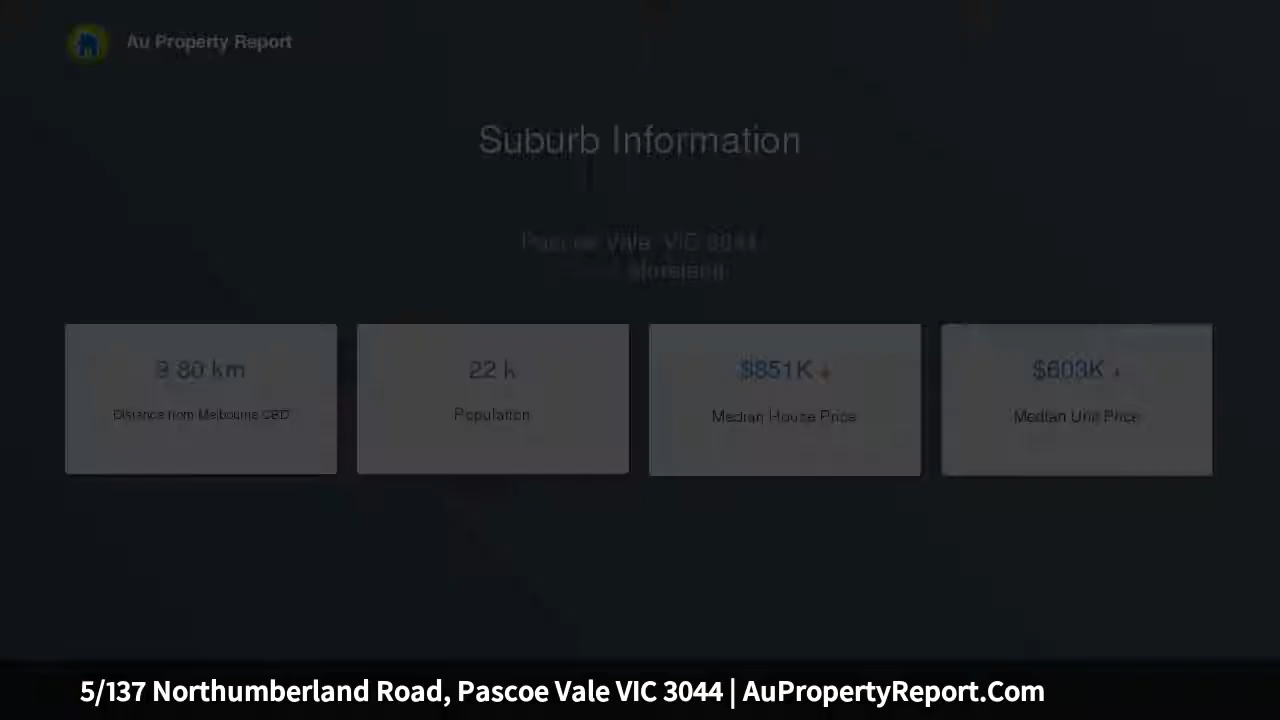 Au Property Report
Suburb Information
Pascoe Vale, VIC 3044
Moreland
9.80 km
22 k
$851K
$603K
Distance from Melbourne CBD
Population
Median House Price
Median Unit Price
5/137 Northumberland Road, Pascoe Vale VIC 3044 | AuPropertyReport.Com